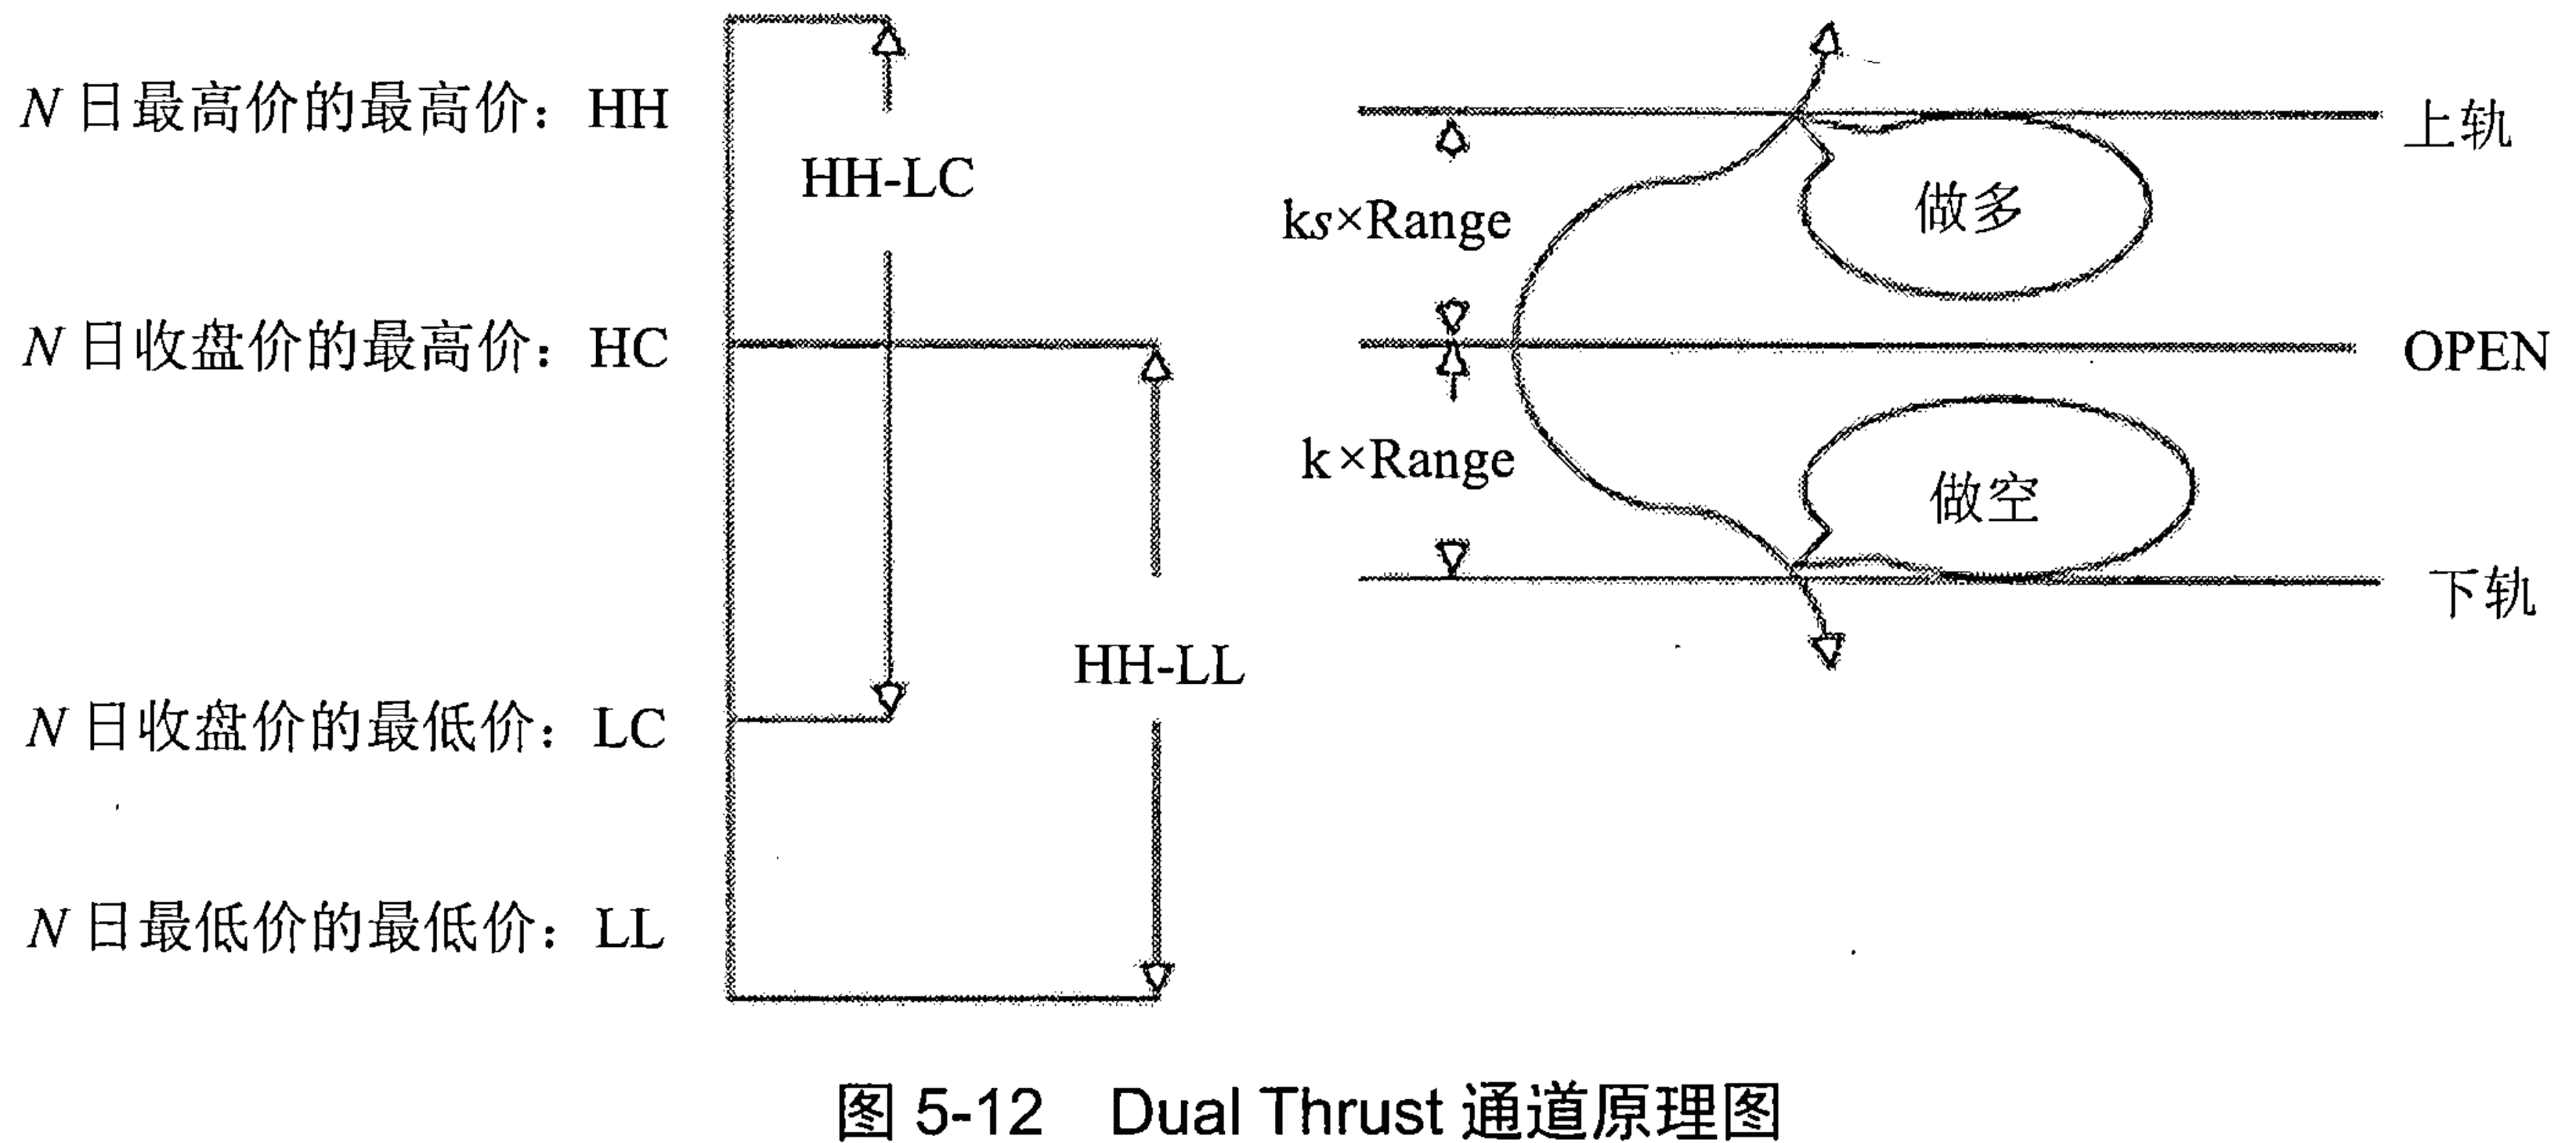 N日最高价的最高价：HH
HH-LC
N日收盘价的最高价：HC
HH-LL
N日收盘价的最低价：LC
N日最低价的最低价：LL
上轨
ks×Range
做多
OPEN
k×Range
做空
下轨
图 5-12 Dual Thrust 通道原理图